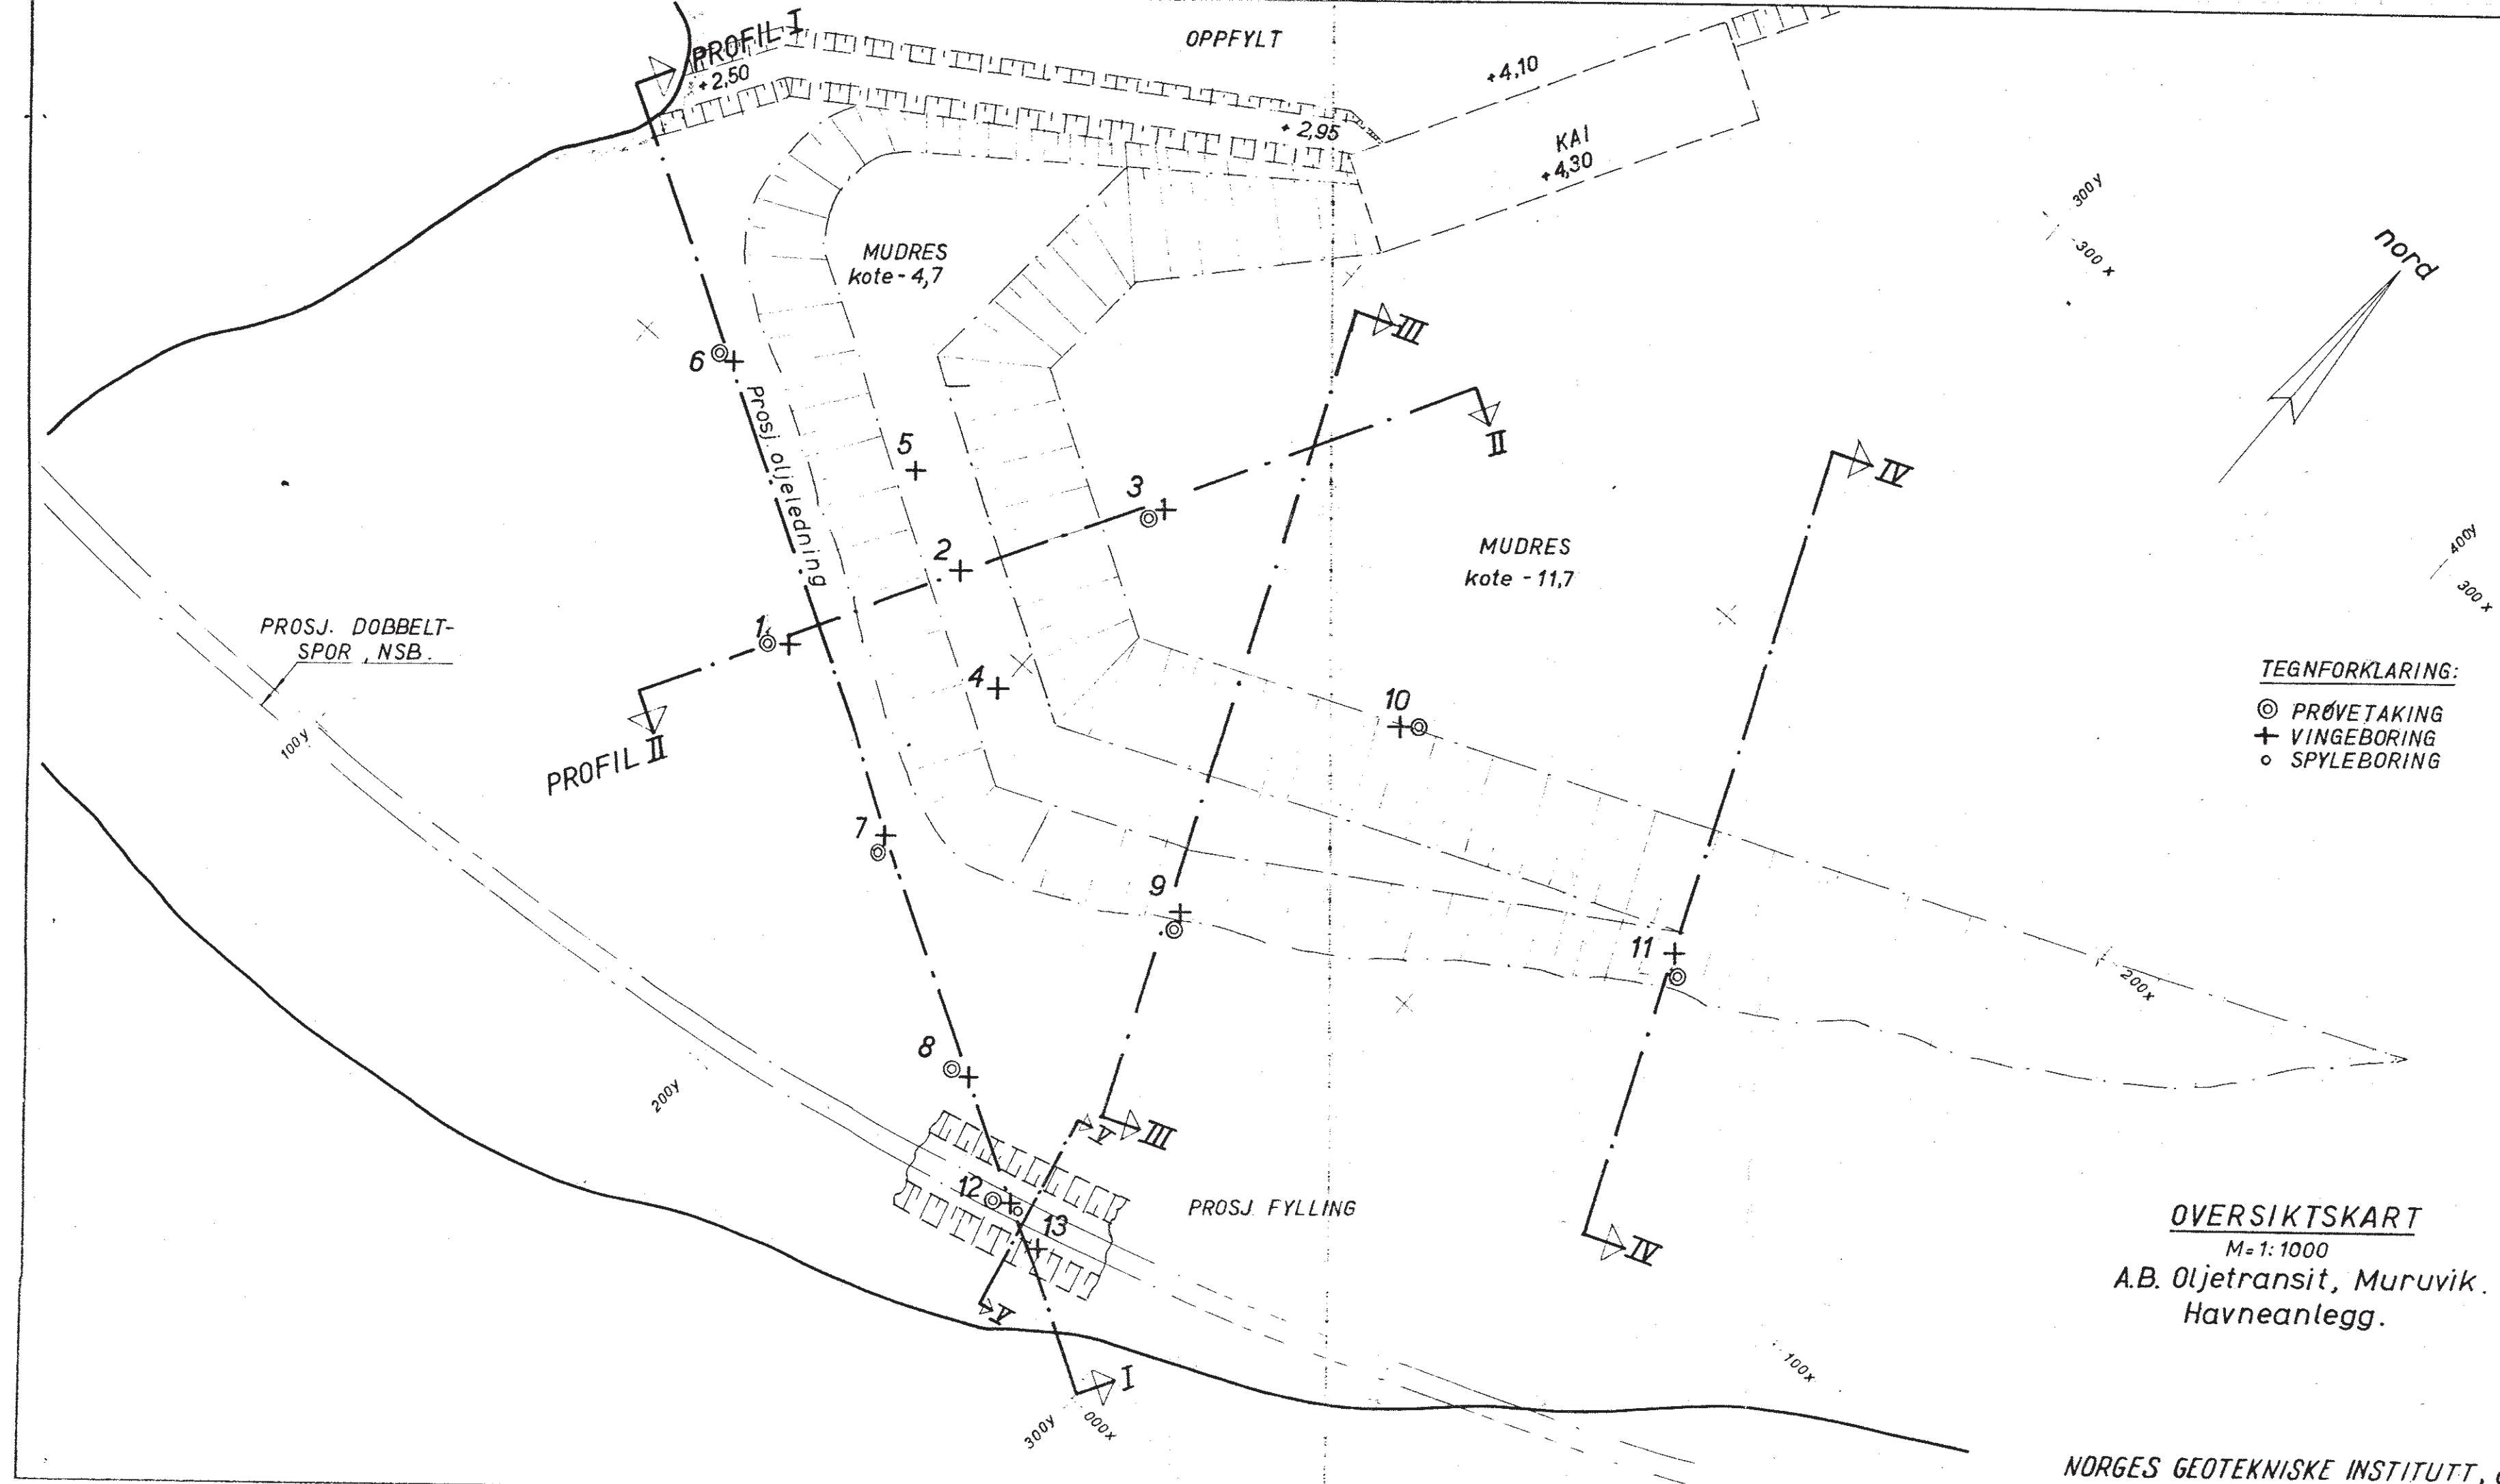 PROFIL I
+2,50
OPPFYLT
+4,10
+ 2,95
KAI
+4,30
300y
300 x
nord
MUDRES
kote - 4,7
III
6
Prosj. oljeledning
II
5
IV
3
2
MUDRES
kote - 11,7
400y
300 x
1
PROSJ. DOBBELT-
SPOR , NSB.
4
TEGNFORKLARING:
PRØVETAKING
VINGEBORING
SPYLEBORING
10
100y
PROFIL II
7
9
11
200x
8
200y
V
III
12
13
PROSJ. FYLLING
IV
V
OVERSIKTSKART
M=1:1000
A.B. Oljetransit, Muruvik.
Havneanlegg.
I
100x
300y
000x
NORGES GEOTEKNISKE INSTITUTT,